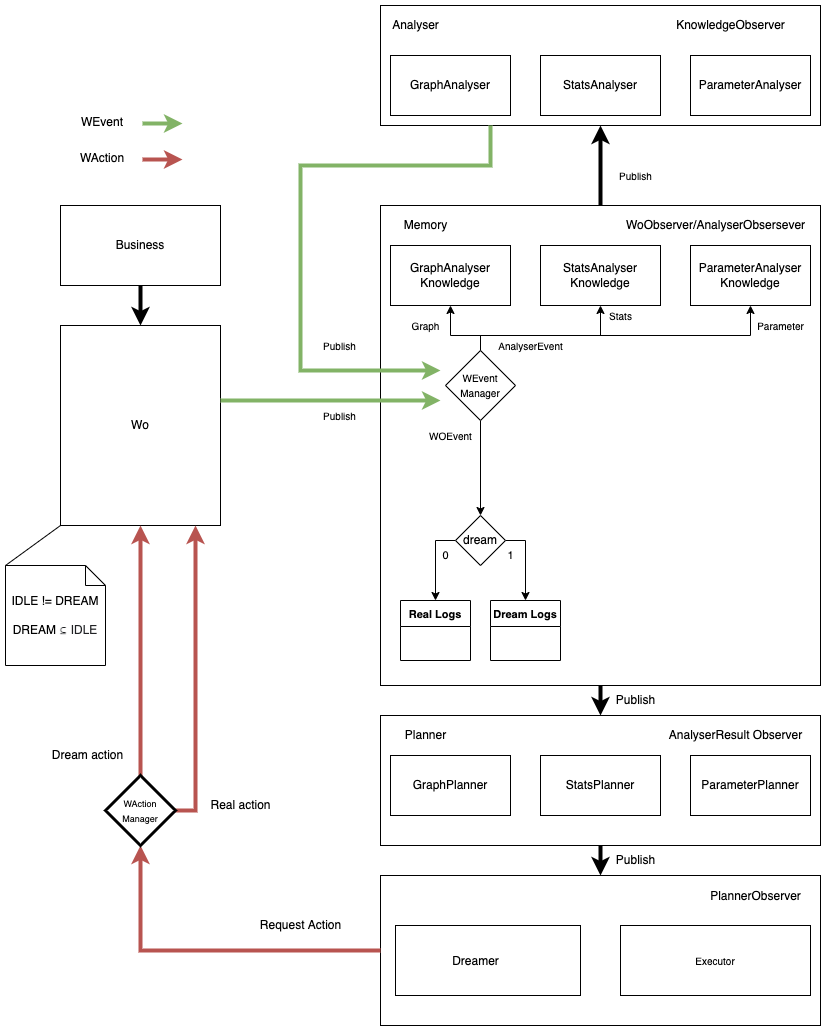 Analyser
KnowledgeObserver
GraphAnalyser
StatsAnalyser
ParameterAnalyser
WEvent
WAction
Publish
Business
Memory
WoObserver/AnalyserObsersever
GraphAnalyser
Knowledge
StatsAnalyser
Knowledge
ParameterAnalyser
Knowledge
Graph
Stats
Parameter
Publish
AnalyserEvent
WEvent
Manager
Publish
Wo
WOEvent
dream
0
1
IDLE != DREAM
DREAM ⊆ IDLE
Real Logs
Dream Logs
Publish
Planner
AnalyserResult Observer
Dream action
GraphPlanner
StatsPlanner
ParameterPlanner
WAction
Manager
Real action
Publish
PlannerObserver
Request Action
Dreamer
Executor